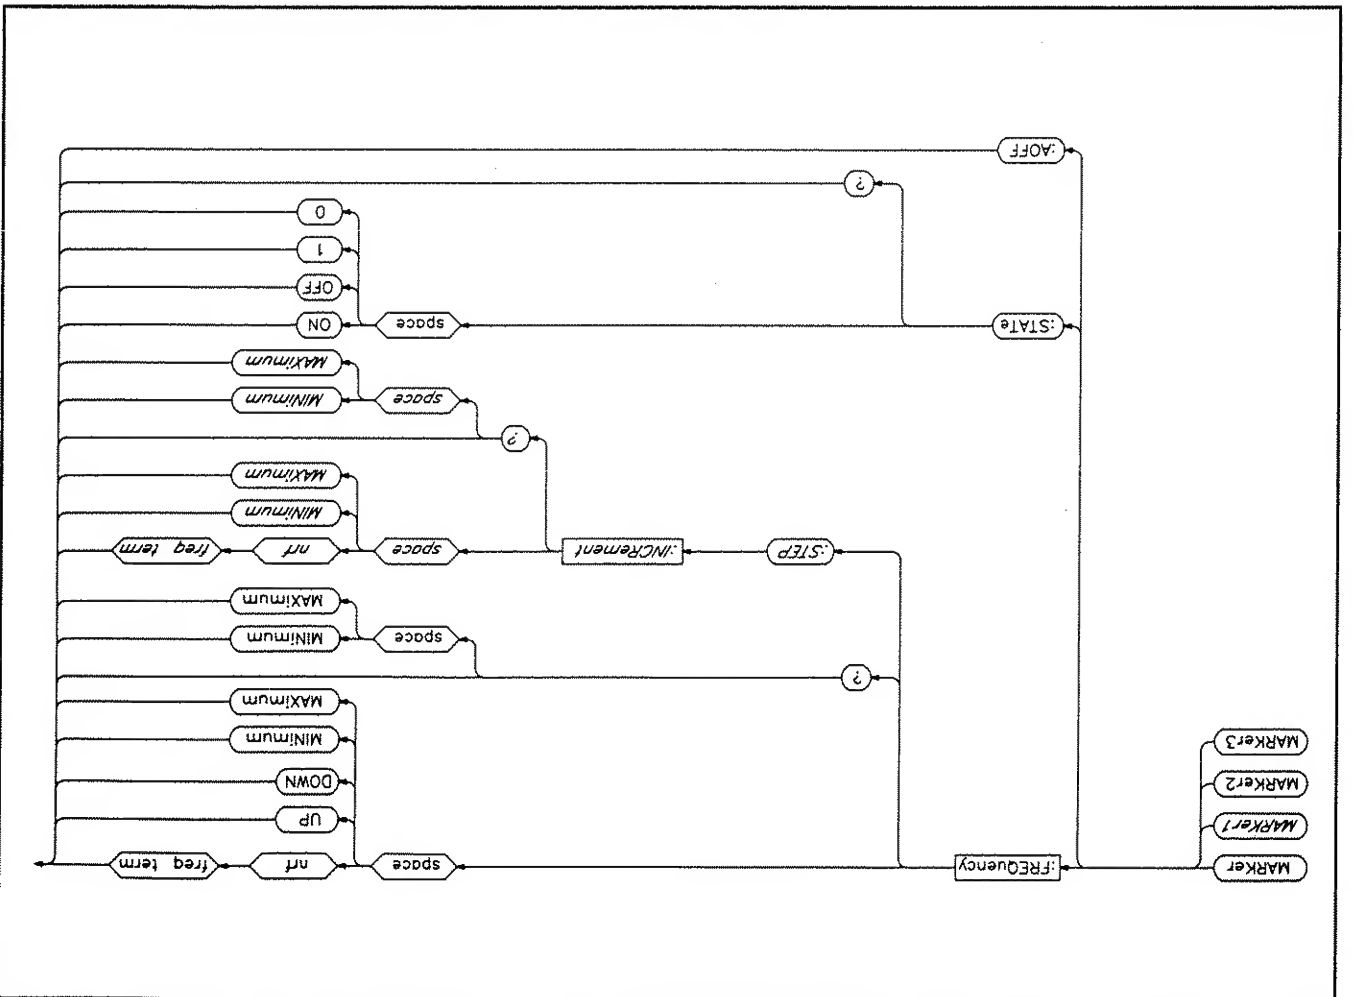 MARKer :FREQuency space nrf freq term
MARKer1 UP
MARKer2 DOWN
MARKer3 MINimum
MAXimum
?
space MINimum
MAXimum
:STEP :INCRement space nrf freq term
MINimum
MAXimum
?
space MINimum
MAXimum
:STATe space ON
OFF
1
0
?
:AOFF